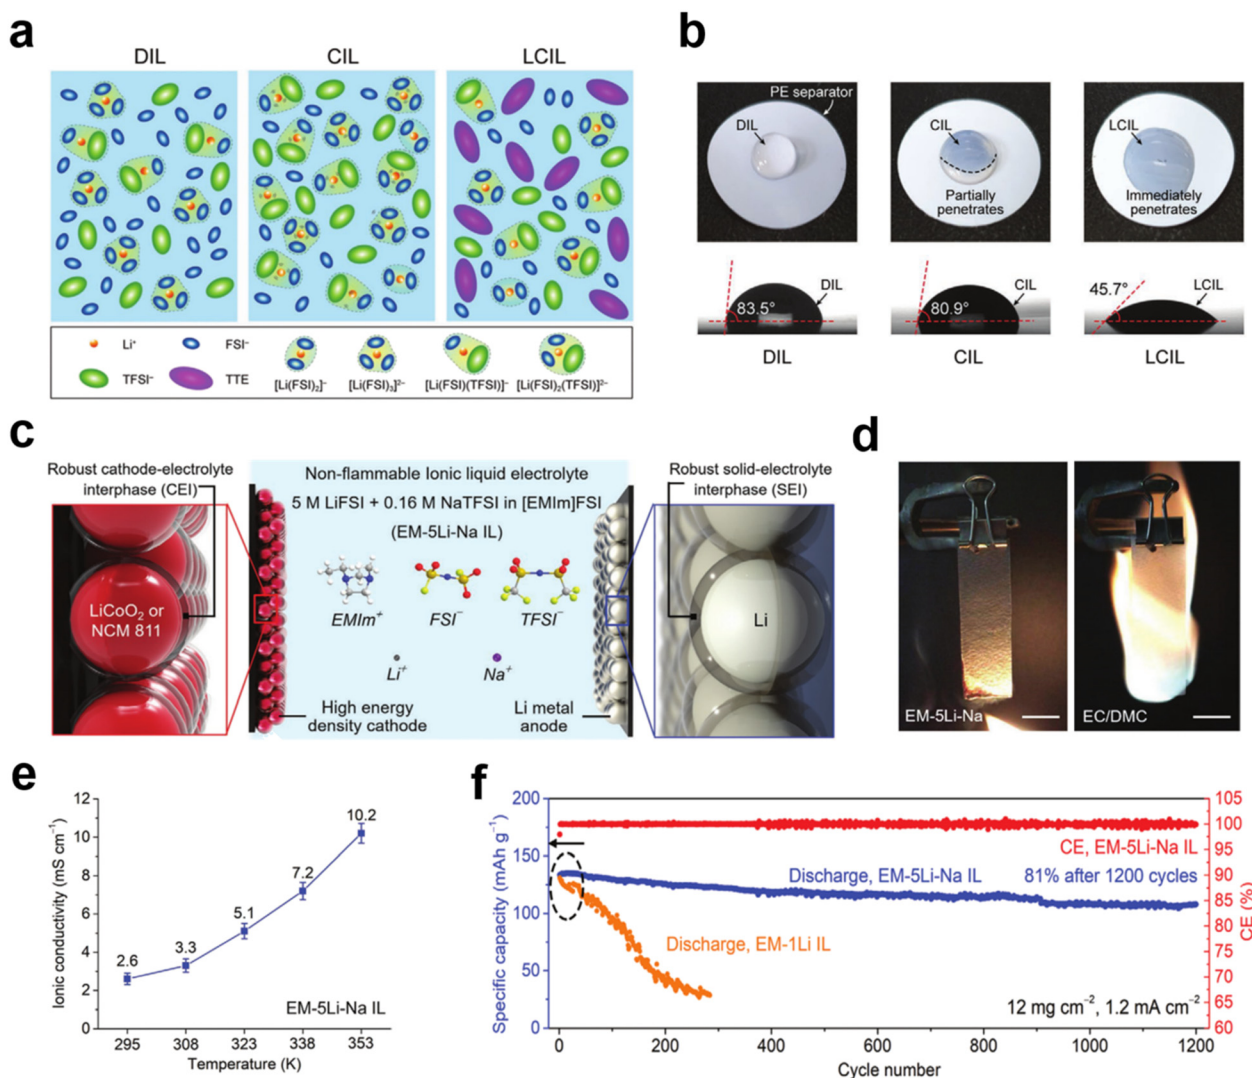 a
DIL
CIL
LCIL
Li⁺
FSI⁻
TFSI⁻
TTE
[Li(FSI)₂]⁻
[Li(FSI)₃]²⁻
[Li(FSI)(TFSI)]⁻
[Li(FSI)₂(TFSI)]²⁻
b
PE separator
DIL
CIL
Partially
penetrates
LCIL
Immediately
penetrates
83.5°
DIL
80.9°
CIL
45.7°
LCIL
DIL
CIL
LCIL
c
Robust cathode-electrolyte
interphase (CEI)
LiCoO₂ or
NCM 811
Non-flammable Ionic liquid electrolyte
5 M LiFSI + 0.16 M NaTFSI in [EMIm]FSI
(EM-5Li-Na IL)
EMIm⁺
FSI⁻
TFSI⁻
Li⁺
Na⁺
High energy
density cathode
Li metal
anode
Robust solid-electrolyte
interphase (SEI)
Li
d
EM-5Li-Na
EC/DMC
e
Ionic conductivity (mS cm⁻¹)
12
10
8
6
4
2
0
2.6
3.3
5.1
7.2
10.2
EM-5Li-Na IL
295
308
323
338
353
Temperature (K)
f
Specific capacity (mAh g⁻¹)
200
150
100
50
0
CE, EM-5Li-Na IL
Discharge, EM-5Li-Na IL
81% after 1200 cycles
Discharge, EM-1Li IL
12 mg cm⁻², 1.2 mA cm⁻²
105
100
95
90
85
80
75
70
65
60
CE (%)
0
200
400
600
800
1000
1200
Cycle number